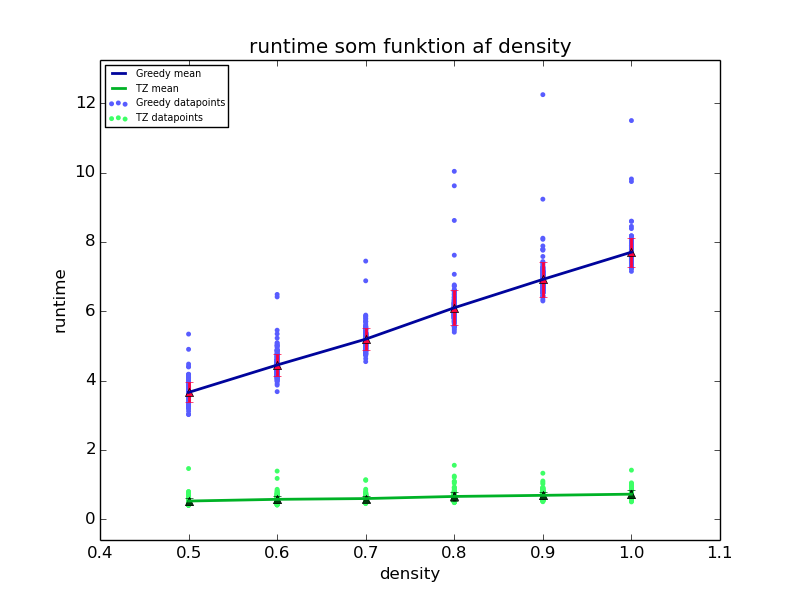 runtime som funktion af density
Greedy mean
TZ mean
Greedy datapoints
TZ datapoints
12
10
8
6
4
2
0
runtime
0.4 0.5 0.6 0.7 0.8 0.9 1.0 1.1
density